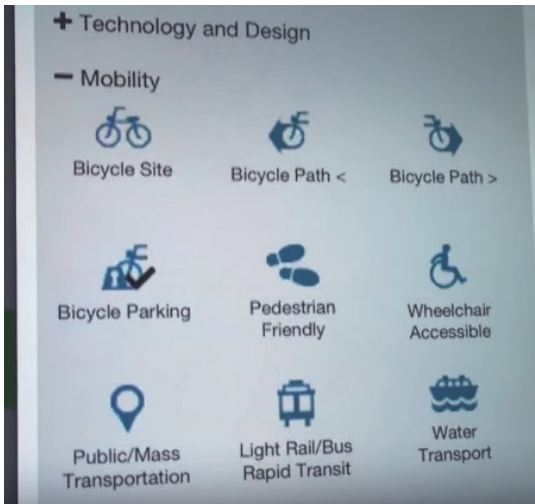 + Technology and Design
− Mobility
Bicycle Site
Bicycle Path <
Bicycle Path >
Bicycle Parking
Pedestrian
Friendly
Wheelchair
Accessible
Public/Mass
Transportation
Light Rail/Bus
Rapid Transit
Water
Transport